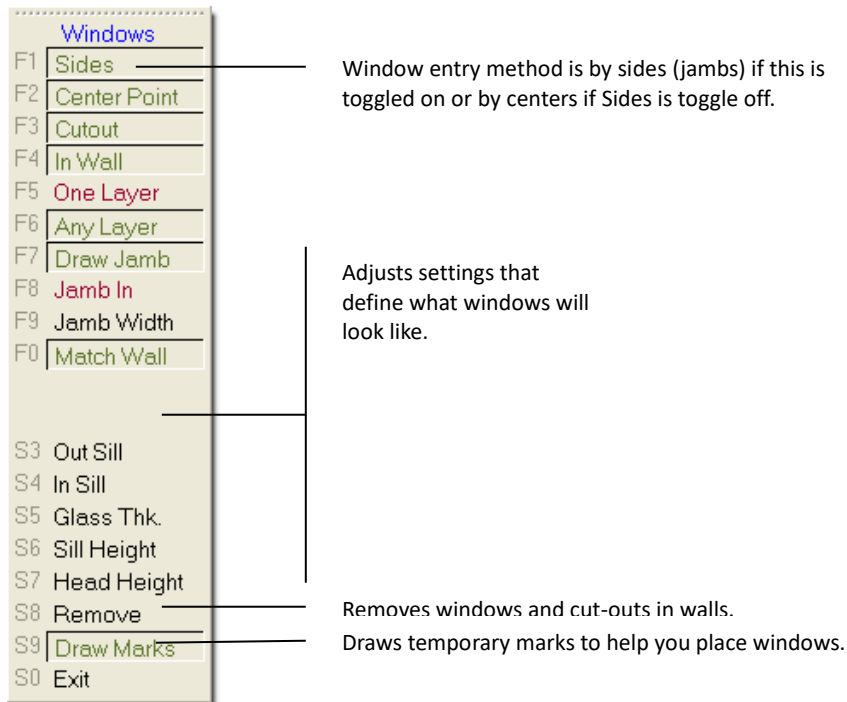 Windows
F1 Sides
Window entry method is by sides (jambs) if this is
toggled on or by centers if Sides is toggle off.
F2 Center Point
F3 Cutout
F4 In Wall
F5 One Layer
F6 Any Layer
F7 Draw Jamb
F8 Jamb In
F9 Jamb Width
F0 Match Wall
Adjusts settings that
define what windows will
look like.
S3 Out Sill
S4 In Sill
S5 Glass Thk.
S6 Sill Height
S7 Head Height
S8 Remove
Removes windows and cut-outs in walls.
S9 Draw Marks
Draws temporary marks to help you place windows.
S0 Exit